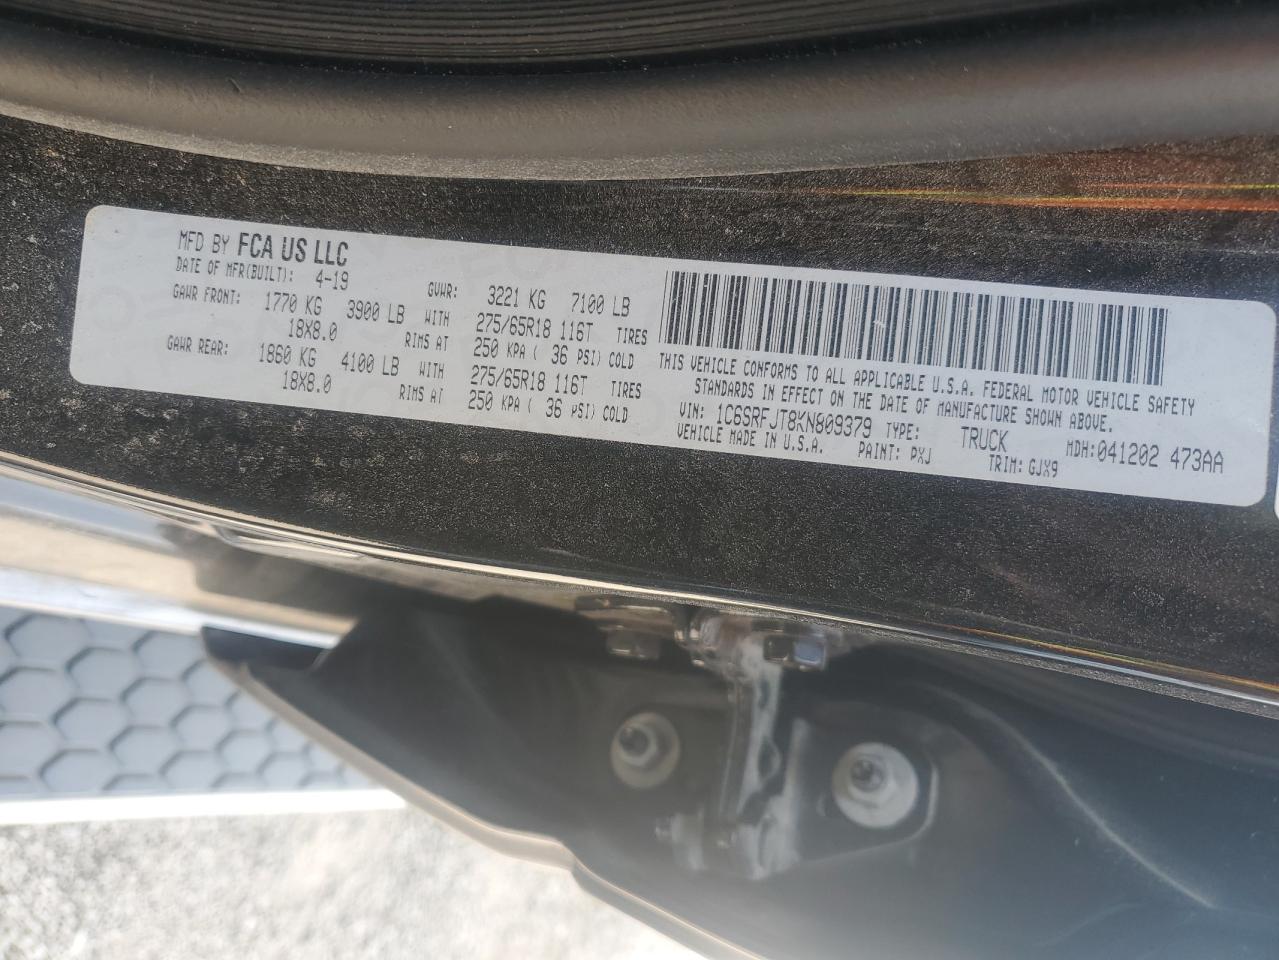 MFD BY FCA US LLC
DATE OF MFR(BUILT): 4-19 GVWR: 3221 KG 7100 LB
GAWR FRONT: 1770 KG 3900 LB WITH 275/65R18 116T TIRES
18X8.0 RIMS AT 250 KPA ( 36 PSI) COLD
GAWR REAR: 1860 KG 4100 LB WITH 275/65R18 116T TIRES
18X8.0 RIMS AT 250 KPA ( 36 PSI) COLD
THIS VEHICLE CONFORMS TO ALL APPLICABLE U.S.A. FEDERAL MOTOR VEHICLE SAFETY
STANDARDS IN EFFECT ON THE DATE OF MANUFACTURE SHOWN ABOVE.
VIN: 1C6SRFJT8KN809379 TYPE: TRUCK MDH:041202 473AA
VEHICLE MADE IN U.S.A. PAINT: PXJ TRIM: GJX9